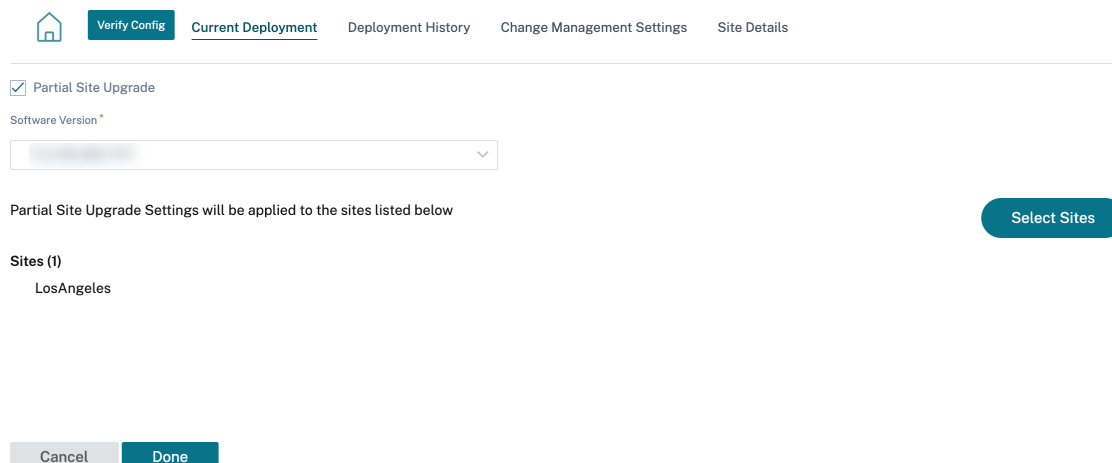 Verify Config Current Deployment Deployment History Change Management Settings Site Details
Partial Site Upgrade
Software Version *
Partial Site Upgrade Settings will be applied to the sites listed below
Select Sites
Sites (1)
LosAngeles
Cancel Done